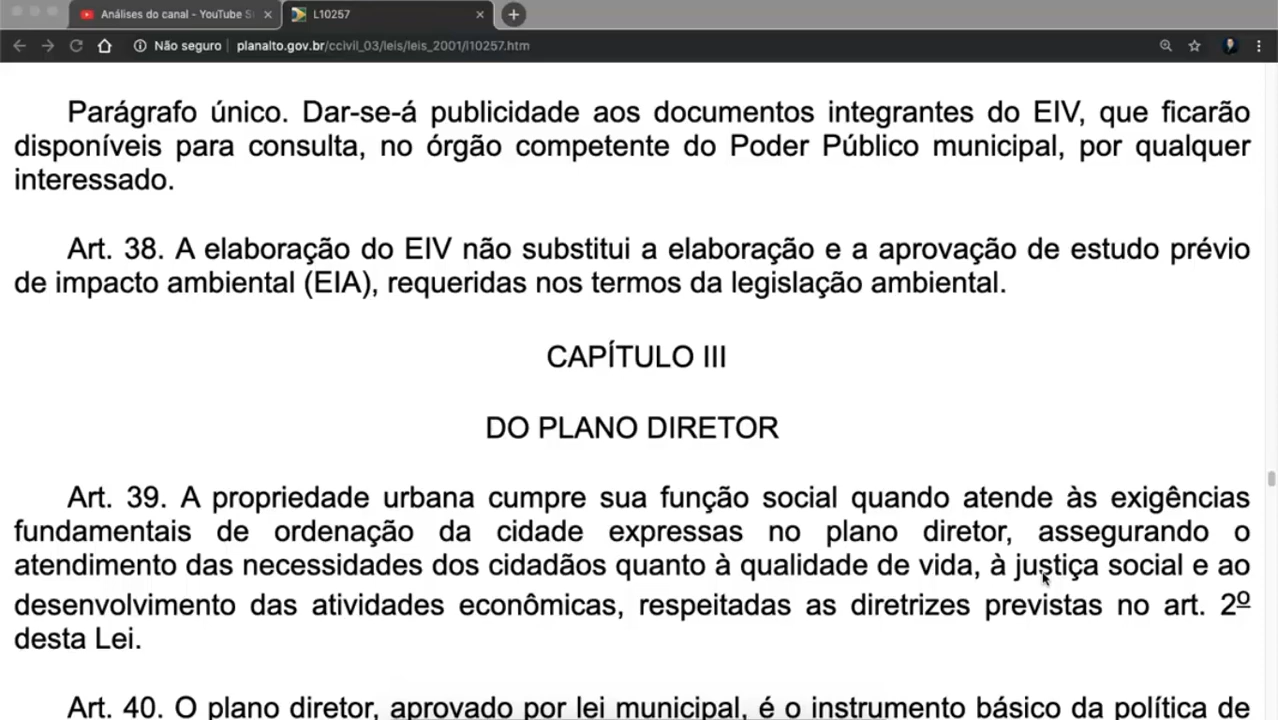 Análises do canal - YouTube S
L10257
Não seguro
planalto.gov.br/ccivil_03/leis/leis_2001/l10257.htm
Parágrafo único. Dar-se-á publicidade aos documentos integrantes do EIV, que ficarão
disponíveis para consulta, no órgão competente do Poder Público municipal, por qualquer
interessado.
Art. 38. A elaboração do EIV não substitui a elaboração e a aprovação de estudo prévio
de impacto ambiental (EIA), requeridas nos termos da legislação ambiental.
CAPÍTULO III
DO PLANO DIRETOR
Art. 39. A propriedade urbana cumpre sua função social quando atende às exigências
fundamentais de ordenação da cidade expressas no plano diretor, assegurando o
atendimento das necessidades dos cidadãos quanto à qualidade de vida, à justiça social e ao
desenvolvimento das atividades econômicas, respeitadas as diretrizes previstas no art. 2º
desta Lei.
Art. 40. O plano diretor, aprovado por lei municipal, é o instrumento básico da política de